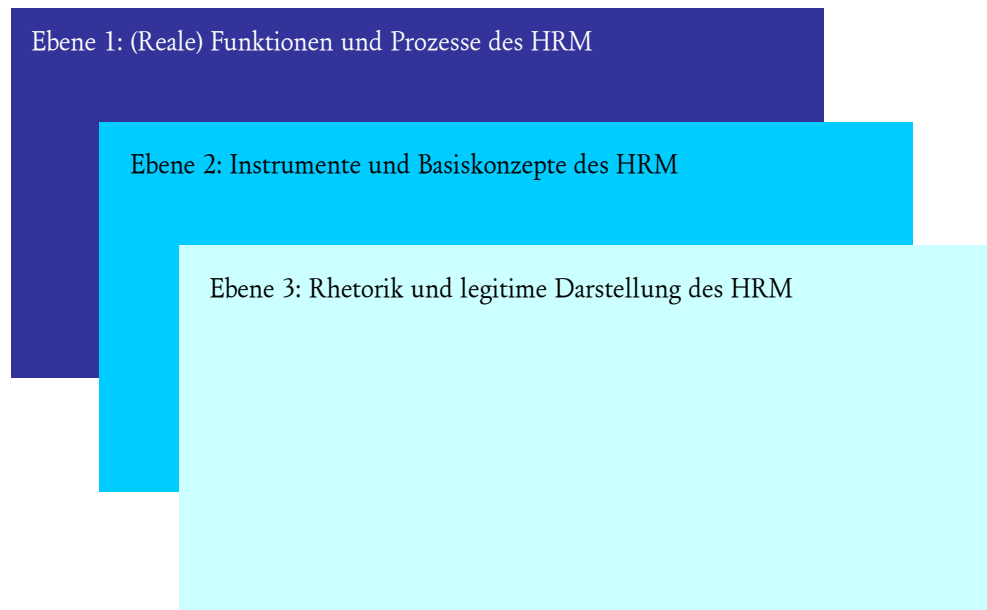 Ebene 1: (Reale) Funktionen und Prozesse des HRM
Ebene 2: Instrumente und Basiskonzepte des HRM
Ebene 3: Rhetorik und legitime Darstellung des HRM